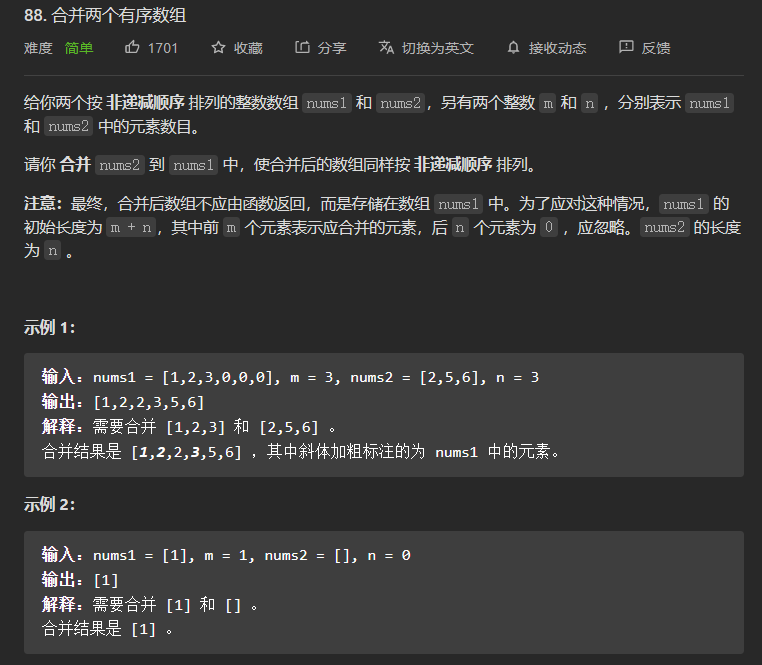 88. 合并两个有序数组
难度 简单 1701 收藏 分享 切换为英文 接收动态 反馈
给你两个按 非递减顺序 排列的整数数组 nums1 和 nums2，另有两个整数 m 和 n ，分别表示 nums1
和 nums2 中的元素数目。
请你 合并 nums2 到 nums1 中，使合并后的数组同样按 非递减顺序 排列。
注意：最终，合并后数组不应由函数返回，而是存储在数组 nums1 中。为了应对这种情况，nums1 的
初始长度为 m + n，其中前 m 个元素表示应合并的元素，后 n 个元素为 0 ，应忽略。nums2 的长度
为 n 。
示例 1：
输入：nums1 = [1,2,3,0,0,0], m = 3, nums2 = [2,5,6], n = 3
输出：[1,2,2,3,5,6]
解释：需要合并 [1,2,3] 和 [2,5,6] 。
合并结果是 [1,2,2,3,5,6] ，其中斜体加粗标注的为 nums1 中的元素。
示例 2：
输入：nums1 = [1], m = 1, nums2 = [], n = 0
输出：[1]
解释：需要合并 [1] 和 [] 。
合并结果是 [1] 。